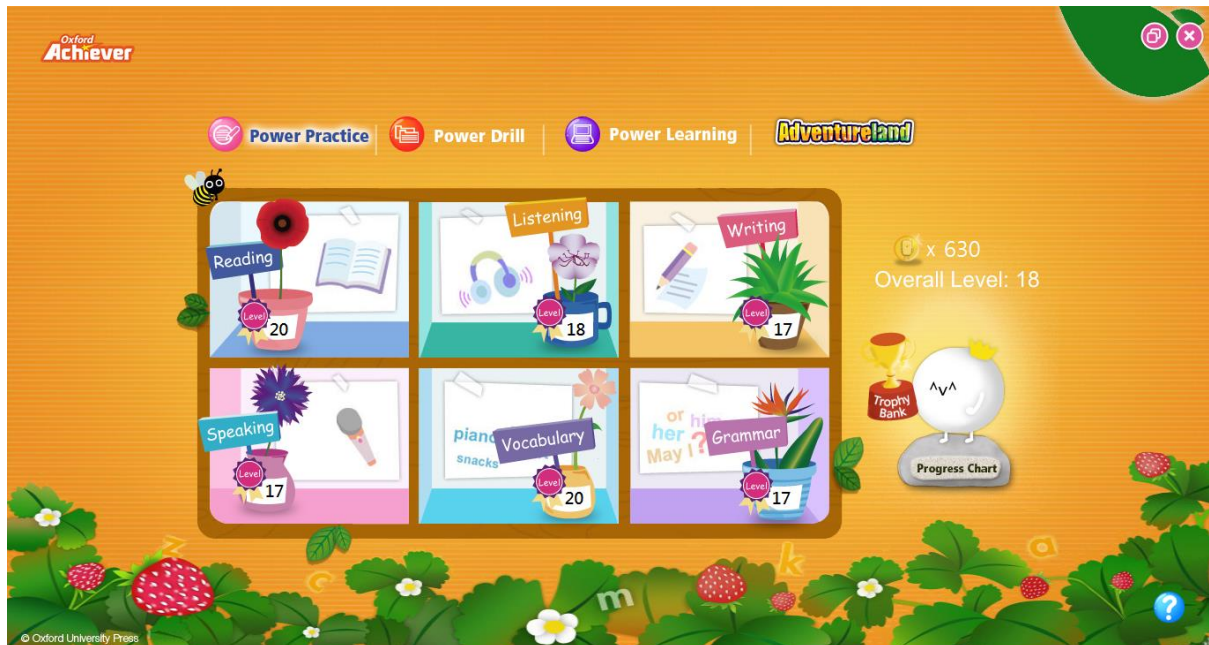 Oxford
Achiever
Power Practice
Power Drill
Power Learning
Adventureland
Reading
Level
20
Listening
Level
18
Writing
Level
17
x 630
Overall Level: 18
Speaking
Level
17
piano
snacks
Vocabulary
Level
20
or him
her ?
May I
Grammar
Level
17
Trophy
Bank
^v^
Progress Chart
z
c
m
k
a
?
© Oxford University Press